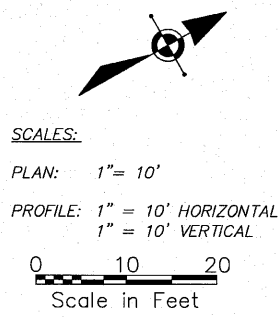 SCALES:
PLAN: 1"= 10'
PROFILE: 1" = 10' HORIZONTAL
1" = 10' VERTICAL
0 10 20
Scale in Feet